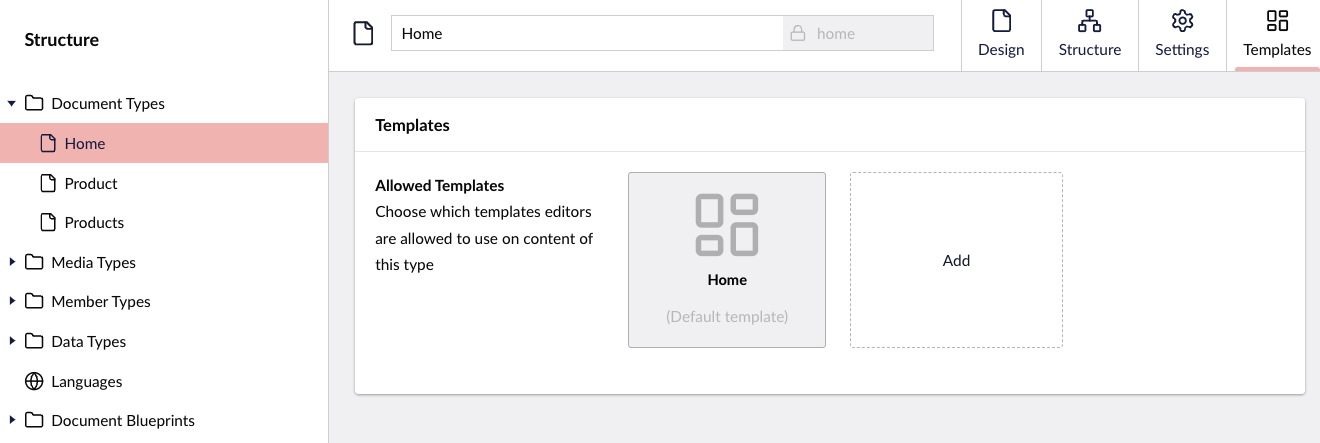 Structure
Document Types
Home
Product
Products
Media Types
Member Types
Data Types
Languages
Document Blueprints
Home
home
Design
Structure
Settings
Templates
Templates
Allowed Templates
Choose which templates editors
are allowed to use on content of
this type
Home
(Default template)
Add